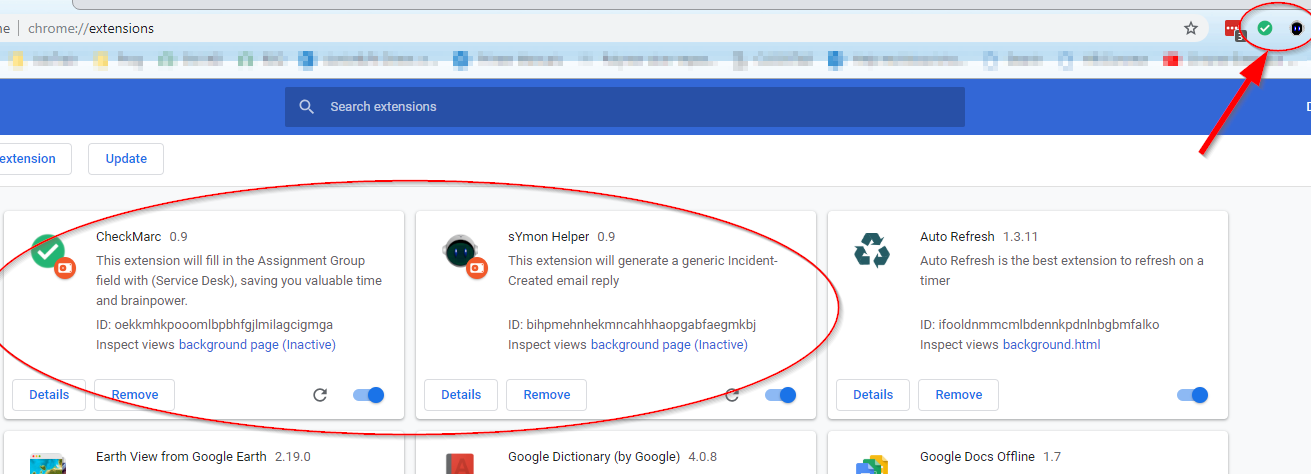 ne
chrome://extensions
5
Search extensions
extension
Update
CheckMarc 0.9
This extension will fill in the Assignment Group
field with (Service Desk), saving you valuable time
and brainpower.
ID: oekkmhkpooomlbpbhfgjlmilagcigmga
Inspect views background page (Inactive)
Details
Remove
sYmon Helper 0.9
This extension will generate a generic Incident-
Created email reply
ID: bihpmehnhekmncahhhaopgabfaegmkbj
Inspect views background page (Inactive)
Details
Remove
Auto Refresh 1.3.11
Auto Refresh is the best extension to refresh on a
timer
ID: ifooldnmmcmlbdennkpdnlnbgbmfalko
Inspect views background.html
Details
Remove
Earth View from Google Earth 2.19.0
Google Dictionary (by Google) 4.0.8
Google Docs Offline 1.7